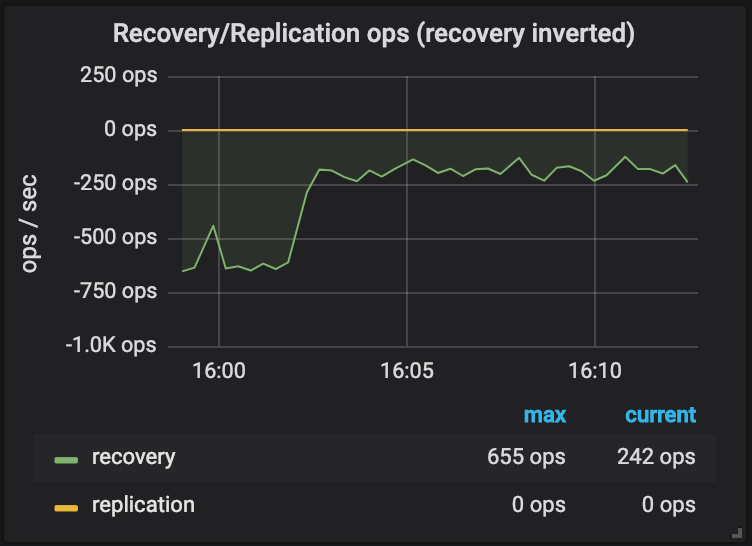 Recovery/Replication ops (recovery inverted)
250 ops
0 ops
-250 ops
-500 ops
-750 ops
-1.0K ops
ops / sec
16:00 16:05 16:10
max current
recovery 655 ops 242 ops
replication 0 ops 0 ops